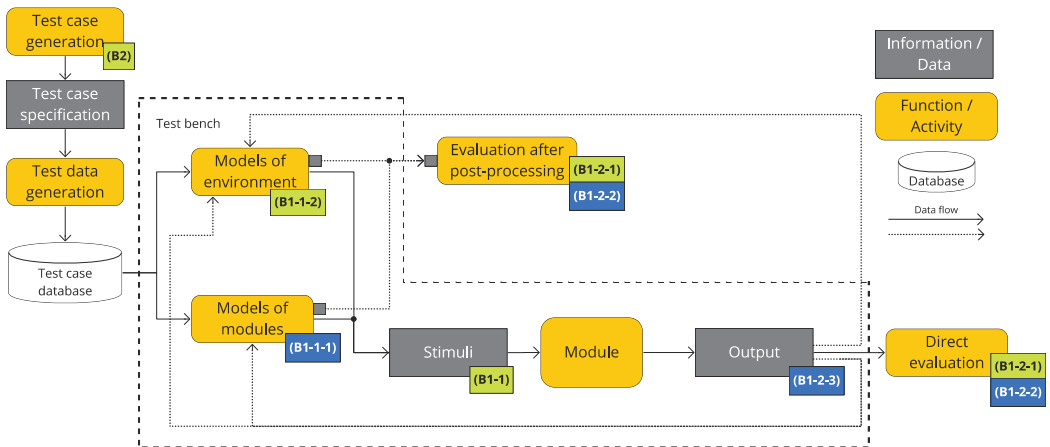 Test case
generation
(B2)
Test case
specification
Test data
generation
Test case
database
Test bench
Models of
environment
(B1-1-2)
Models of
modules
(B1-1-1)
Evaluation after
post-processing
(B1-2-1)
(B1-2-2)
Stimuli
(B1-1)
Module
Output
(B1-2-3)
Direct
evaluation
(B1-2-1)
(B1-2-2)
Information /
Data
Function /
Activity
Database
Data flow